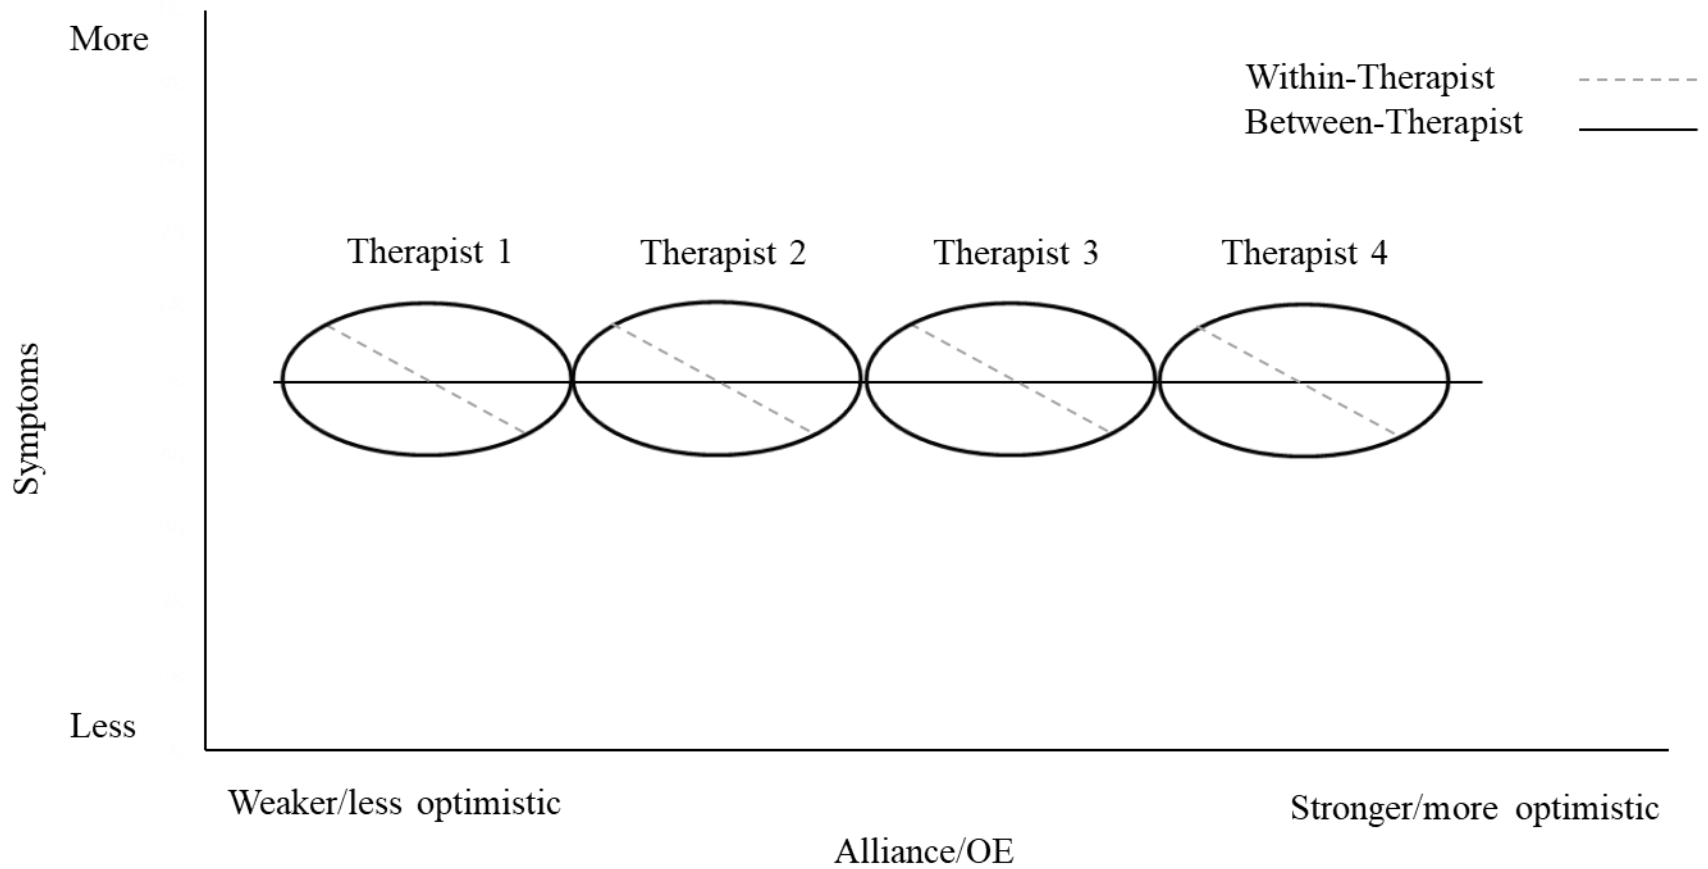 More
Within-Therapist
Between-Therapist
Therapist 1
Therapist 2
Therapist 3
Therapist 4
Symptoms
Less
Weaker/less optimistic
Stronger/more optimistic
Alliance/OE